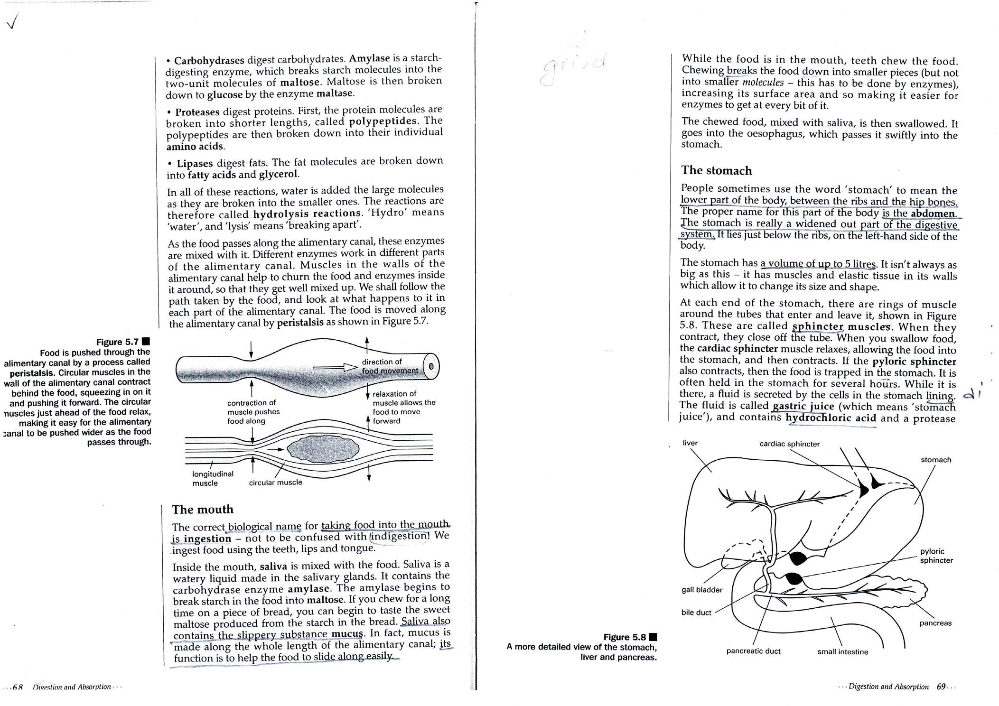 • Carbohydrases digest carbohydrates. Amylase is a starch-
digesting enzyme, which breaks starch molecules into the
two-unit molecules of maltose. Maltose is then broken
down to glucose by the enzyme maltase.
• Proteases digest proteins. First, the protein molecules are
broken into shorter lengths, called polypeptides. The
polypeptides are then broken down into their individual
amino acids.
• Lipases digest fats. The fat molecules are broken down
into fatty acids and glycerol.
In all of these reactions, water is added the large molecules
as they are broken into the smaller ones. The reactions are
therefore called hydrolysis reactions. 'Hydro' means
'water', and 'lysis' means 'breaking apart'.
As the food passes along the alimentary canal, these enzymes
are mixed with it. Different enzymes work in different parts
of the alimentary canal. Muscles in the walls of the
alimentary canal help to churn the food and enzymes inside
it around, so that they get well mixed up. We shall follow the
path taken by the food, and look at what happens to it in
each part of the alimentary canal. The food is moved along
the alimentary canal by peristalsis as shown in Figure 5.7.
Figure 5.7
Food is pushed through the
alimentary canal by a process called
peristalsis. Circular muscles in the
wall of the alimentary canal contract
behind the food, squeezing in on it
and pushing it forward. The circular
muscles just ahead of the food relax,
making it easy for the alimentary
canal to be pushed wider as the food
passes through.
direction of
food movement
contraction of
muscle pushes
food along
relaxation of
muscle allows the
food to move
forward
longitudinal
muscle
circular muscle
The mouth
The correct biological name for taking food into the mouth
is ingestion – not to be confused with indigestion! We
ingest food using the teeth, lips and tongue.
Inside the mouth, saliva is mixed with the food. Saliva is a
watery liquid made in the salivary glands. It contains the
carbohydrase enzyme amylase. The amylase begins to
break starch in the food into maltose. If you chew for a long
time on a piece of bread, you can begin to taste the sweet
maltose produced from the starch in the bread. Saliva also
contains the slippery substance mucus. In fact, mucus is
made along the whole length of the alimentary canal; its
function is to help the food to slide along easily.
68 Digestion and Absorption
grind
While the food is in the mouth, teeth chew the food.
Chewing breaks the food down into smaller pieces (but not
into smaller molecules – this has to be done by enzymes),
increasing its surface area and so making it easier for
enzymes to get at every bit of it.
The chewed food, mixed with saliva, is then swallowed. It
goes into the oesophagus, which passes it swiftly into the
stomach.
The stomach
People sometimes use the word 'stomach' to mean the
lower part of the body, between the ribs and the hip bones.
The proper name for this part of the body is the abdomen.
The stomach is really a widened out part of the digestive
system. It lies just below the ribs, on the left-hand side of the
body.
The stomach has a volume of up to 5 litres. It isn't always as
big as this – it has muscles and elastic tissue in its walls
which allow it to change its size and shape.
At each end of the stomach, there are rings of muscle
around the tubes that enter and leave it, shown in Figure
5.8. These are called sphincter muscles. When they
contract, they close off the tube. When you swallow food,
the cardiac sphincter muscle relaxes, allowing the food into
the stomach, and then contracts. If the pyloric sphincter
also contracts, then the food is trapped in the stomach. It is
often held in the stomach for several hours. While it is
there, a fluid is secreted by the cells in the stomach lining. di
The fluid is called gastric juice (which means 'stomach
juice'), and contains hydrochloric acid and a protease
liver
cardiac sphincter
stomach
pyloric
sphincter
gall bladder
bile duct
pancreas
pancreatic duct
small intestine
Figure 5.8
A more detailed view of the stomach,
liver and pancreas.
Digestion and Absorption 69